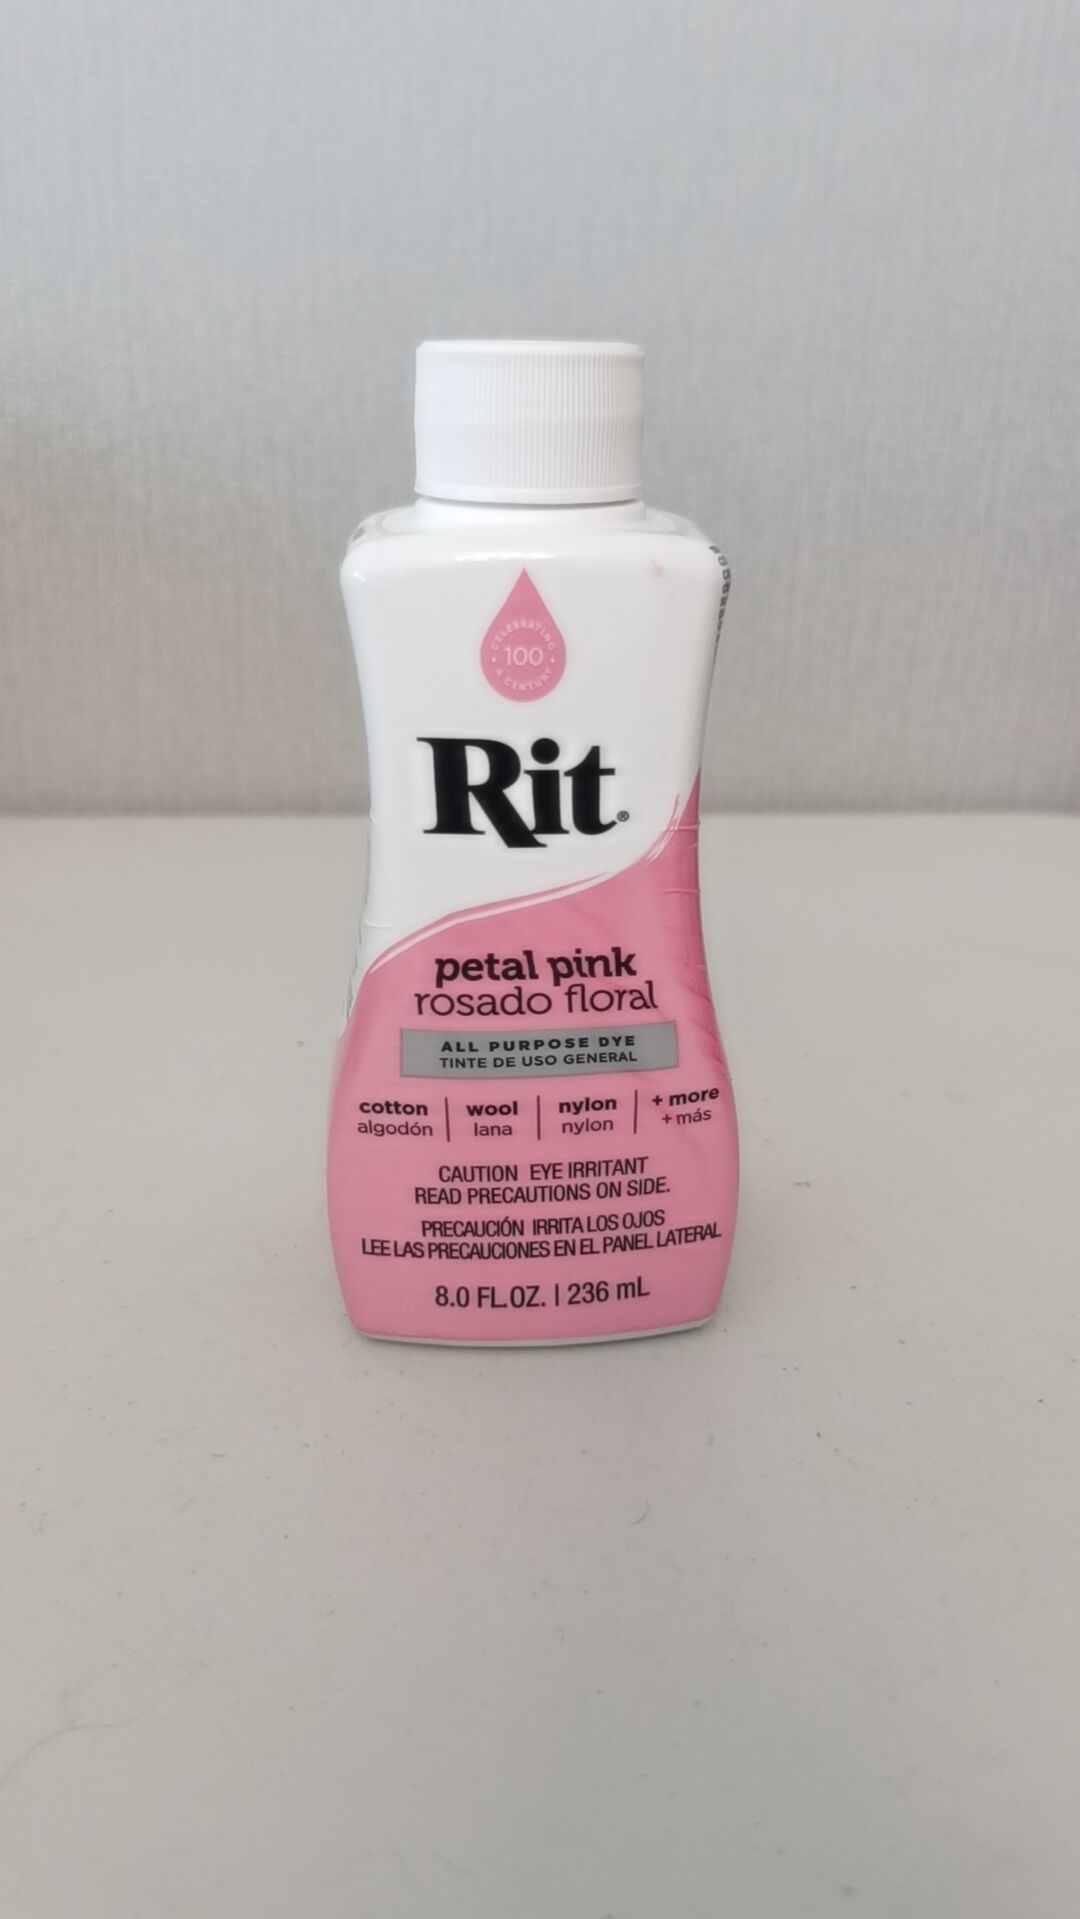 CELEBRATING
100
A CENTURY
Rit®
petal pink
rosado floral
ALL PURPOSE DYE
TINTE DE USO GENERAL
cotton | wool | nylon | + more
algodón | lana | nylon | + más
CAUTION EYE IRRITANT
READ PRECAUTIONS ON SIDE.
PRECAUCIÓN IRRITA LOS OJOS
LEE LAS PRECAUCIONES EN EL PANEL LATERAL
8.0 FL.OZ. | 236 mL